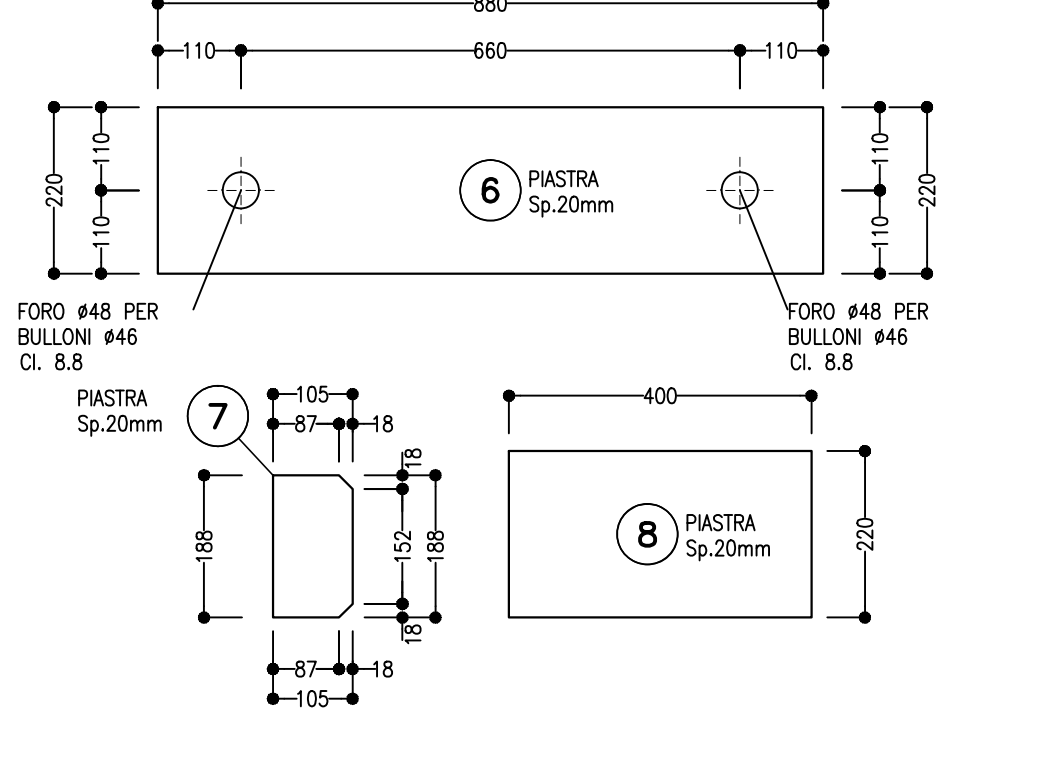 880
110 660 110
110
220
110
6
PIASTRA
Sp.20mm
110
220
110
FORO Ø48 PER
BULLONI Ø46
Cl. 8.8
FORO Ø48 PER
BULLONI Ø46
Cl. 8.8
PIASTRA
Sp.20mm
7
105
87 18
18
188
152
188
18
87 18
105
400
8
PIASTRA
Sp.20mm
220